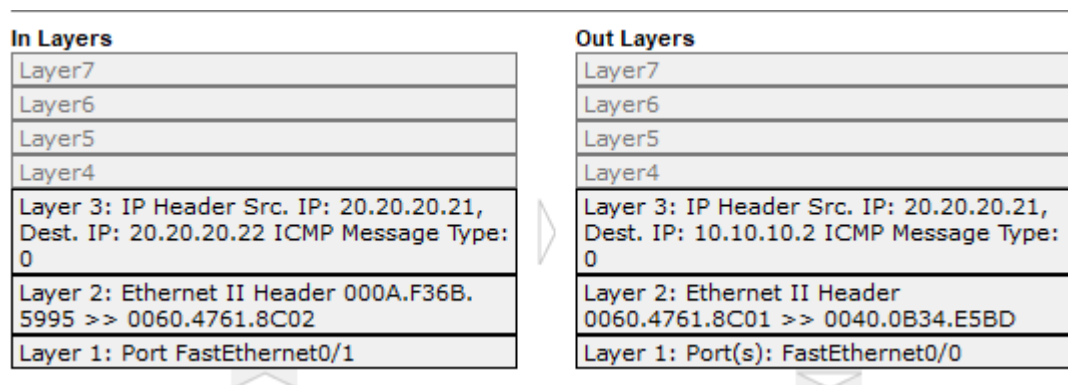 In Layers
Layer7
Layer6
Layer5
Layer4
Layer 3: IP Header Src. IP: 20.20.20.21,
Dest. IP: 20.20.20.22 ICMP Message Type:
0
Layer 2: Ethernet II Header 000A.F36B.
5995 >> 0060.4761.8C02
Layer 1: Port FastEthernet0/1
Out Layers
Layer7
Layer6
Layer5
Layer4
Layer 3: IP Header Src. IP: 20.20.20.21,
Dest. IP: 10.10.10.2 ICMP Message Type:
0
Layer 2: Ethernet II Header
0060.4761.8C01 >> 0040.0B34.E5BD
Layer 1: Port(s): FastEthernet0/0